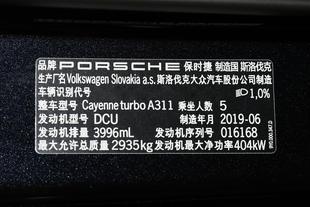 品牌 PORSCHE 保时捷 制造国 斯洛伐克
生产厂名 Volkswagen Slovakia a.s. 斯洛伐克大众汽车股份公司制造
车辆识别代号 1,0%
整车型号 Cayenne turbo A311 乘坐人数 5
发动机型号 DCU 制造年月 2019-06
发动机排量 3996mL 涂料序号 016168
最大允许总质量 2935kg 发动机最大净功率 404kW